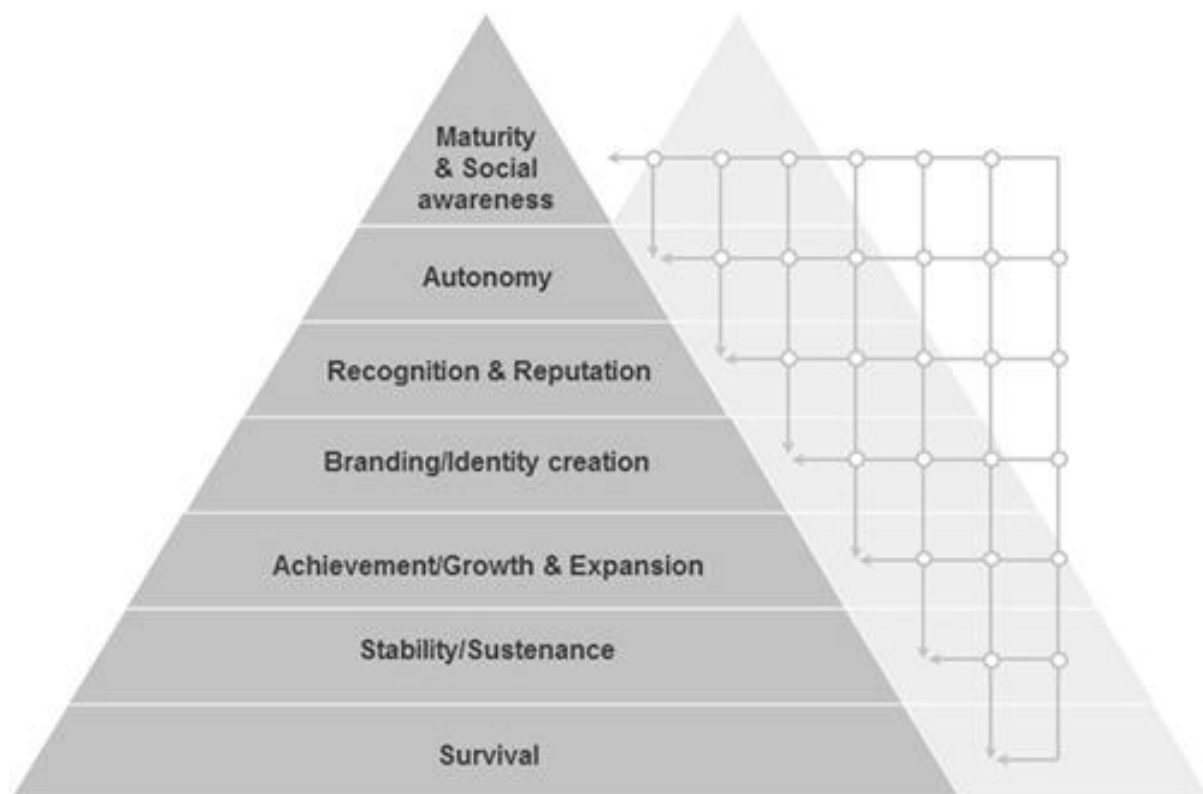 Maturity
& Social
awareness
Autonomy
Recognition & Reputation
Branding/Identity creation
Achievement/Growth & Expansion
Stability/Sustenance
Survival